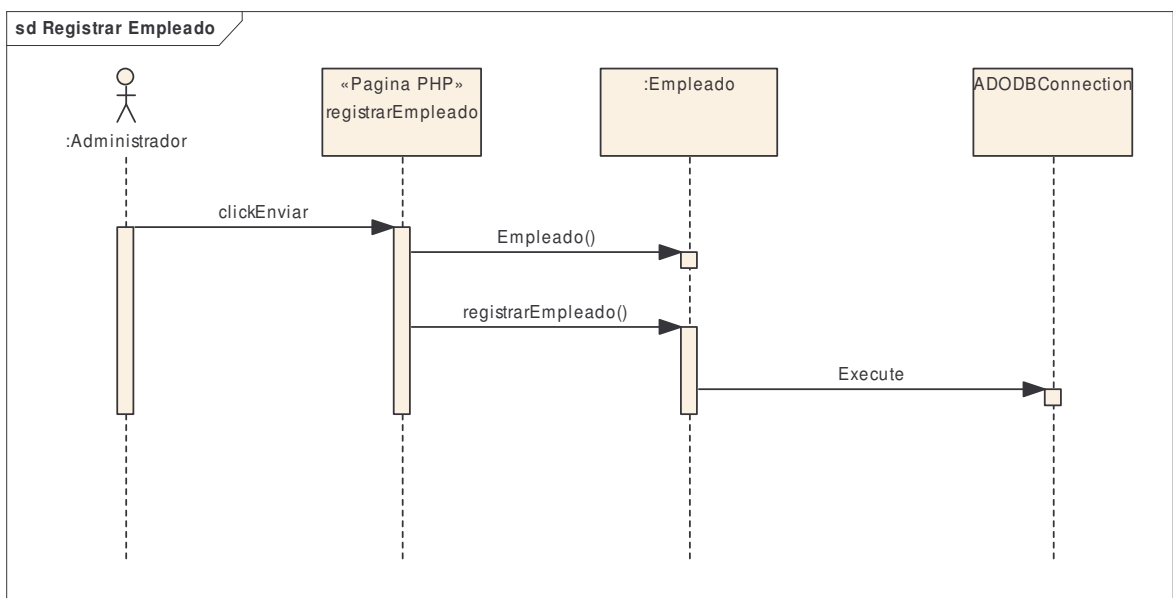 sd Registrar Empleado
:Administrador
«Pagina PHP»
registrarEmpleado
:Empleado
ADODBConnection
clickEnviar
Empleado()
registrarEmpleado()
Execute